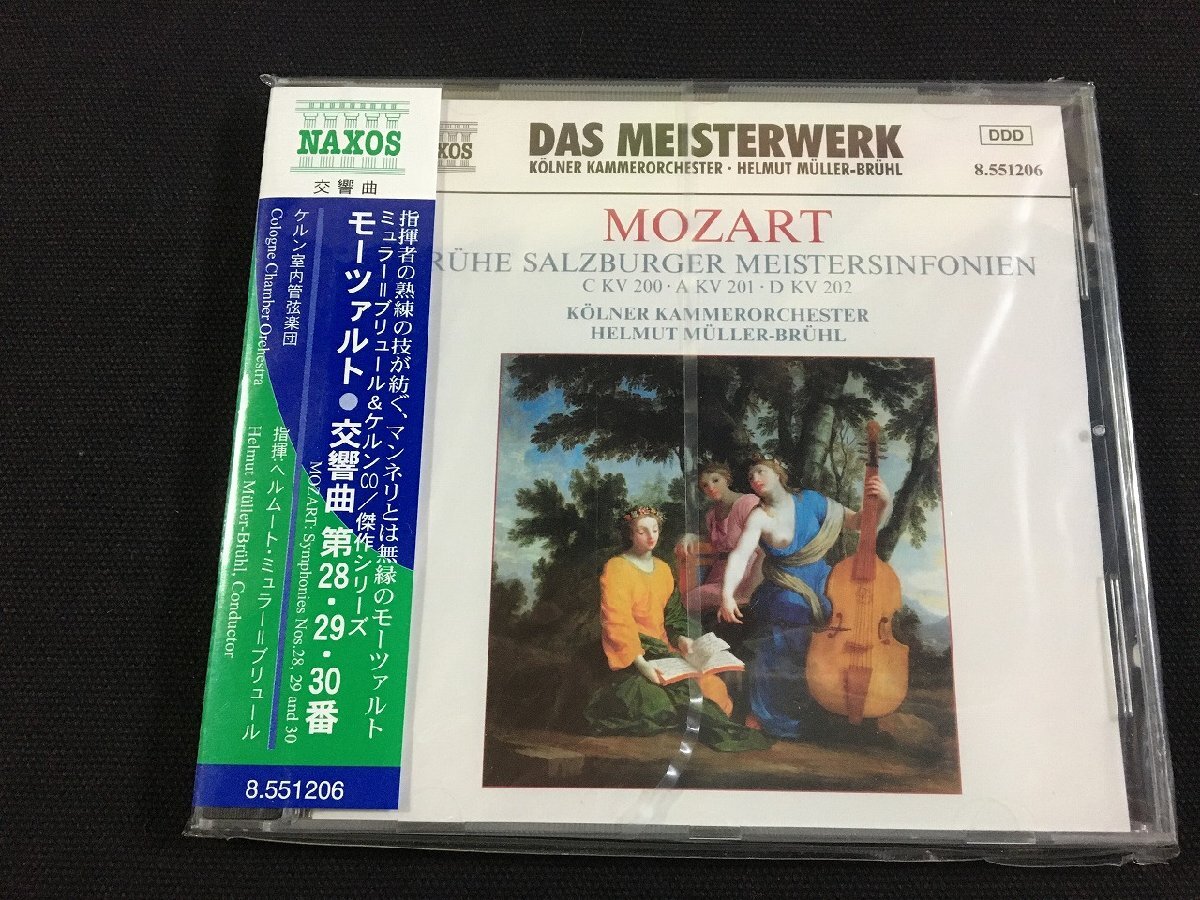 NAXOS
交響曲
指揮者の熟練の技が紡ぐ、マンネリとは無縁のモーツァルト
ミュラー=ブリュール&ケルンCO/傑作シリーズ
モーツァルト●交響曲 第28・29・30番
MOZART: Symphonies Nos.28, 29 and 30
ケルン室内管弦楽団
Cologne Chamber Orchestra
指揮:ヘルムート・ミュラー=ブリュール
Helmut Müller-Brühl, Conductor
8.551206
XOS
DAS MEISTERWERK
KÖLNER KAMMERORCHESTER · HELMUT MÜLLER-BRÜHL
DDD
8.551206
MOZART
RÜHE SALZBURGER MEISTERSINFONIEN
C KV 200 · A KV 201 · D KV 202
KÖLNER KAMMERORCHESTER
HELMUT MÜLLER-BRÜHL